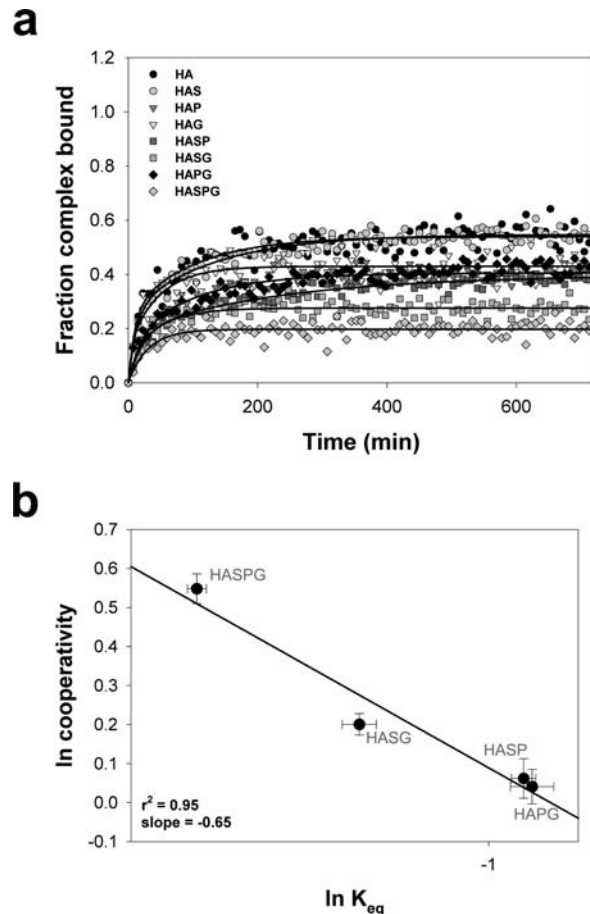 a
Fraction complex bound
1.2
1.0
0.8
0.6
0.4
0.2
0.0
HA
HAS
HAP
HAG
HASP
HASG
HAPG
HASPG
0 200 400 600
Time (min)
b
ln cooperativity
0.7
0.6
0.5
0.4
0.3
0.2
0.1
0.0
-0.1
HASPG
HASG
HASP
HAPG
r² = 0.95
slope = -0.65
-1
ln Keq